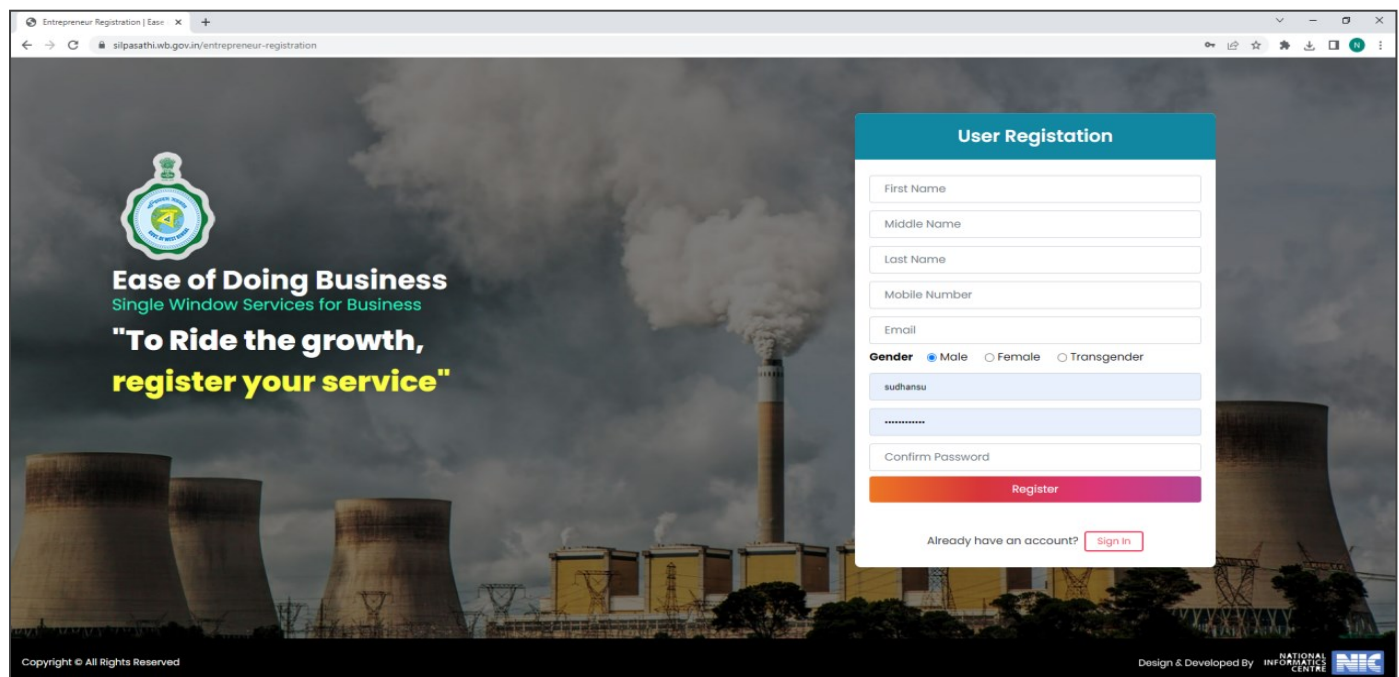 Entrepreneur Registration | Ease
silpasathi.wb.gov.in/entrepreneur-registration
N
User Registation
First Name
Middle Name
Last Name
Mobile Number
Email
Gender Male Female Transgender
sudhansu
••••••••••••
Confirm Password
Register
Already have an account? Sign In
Ease of Doing Business
Single Window Services for Business
"To Ride the growth,
register your service"
Copyright © All Rights Reserved
Design & Developed By NATIONAL INFORMATICS CENTRE NIC